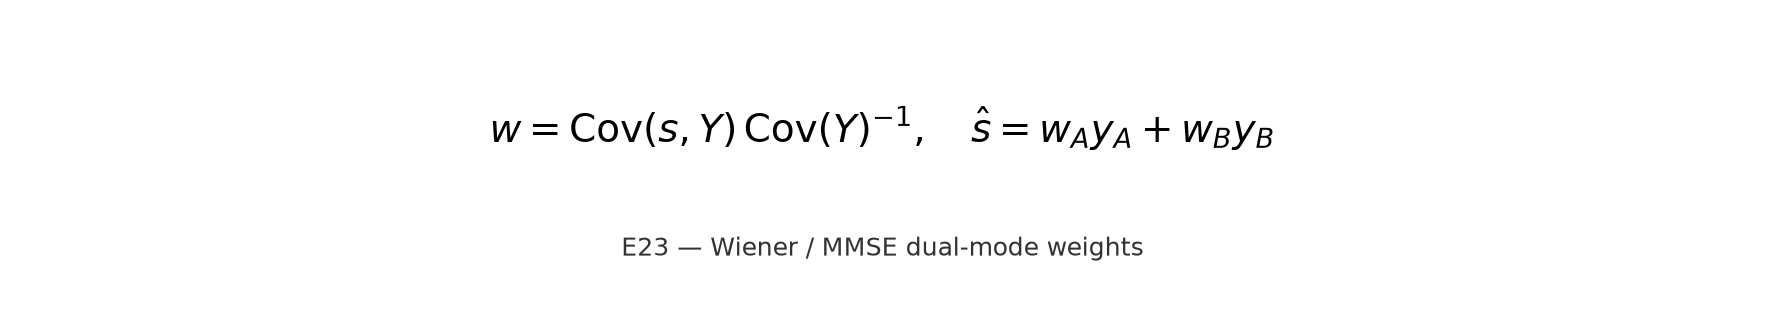 w = Cov(s, Y) Cov(Y)⁻¹, ŝ = w_A y_A + w_B y_B
E23 — Wiener / MMSE dual-mode weights